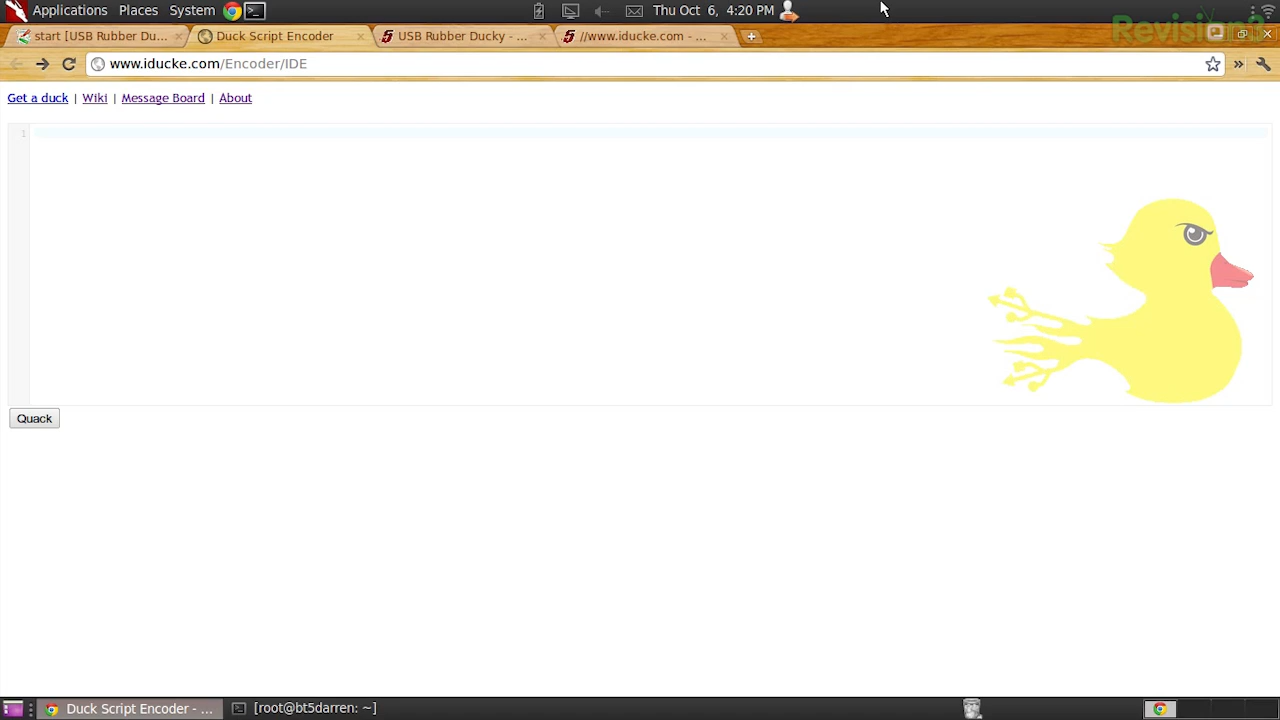 Applications Places System Thu Oct 6, 4:20 PM
Revision3
start [USB Rubber Du... Duck Script Encoder USB Rubber Ducky - ... //www.iducke.com - ...
www.iducke.com/Encoder/IDE
Get a duck | Wiki | Message Board | About
1
Quack
Duck Script Encoder - ... [root@bt5darren: ~]